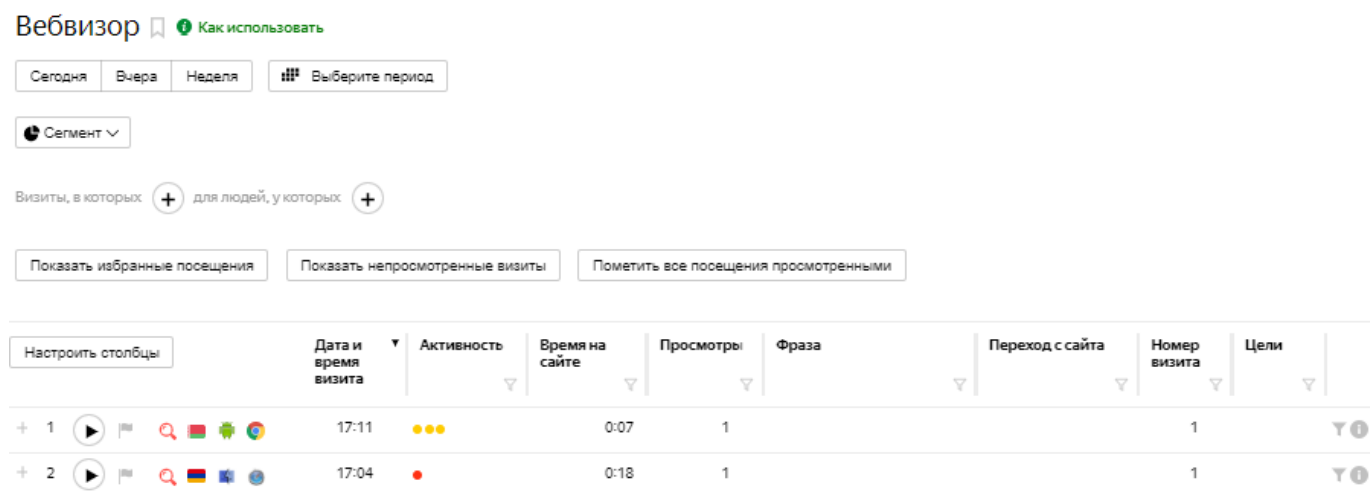 Вебвизор Как использовать
Сегодня Вчера Неделя Выберите период
Сегмент
Визиты, в которых + для людей, у которых +
Показать избранные посещения Показать непросмотренные визиты Пометить все посещения просмотренными
Настроить столбцы Дата и время визита ▼ Активность Время на сайте Просмотры Фраза Переход с сайта Номер визита Цели
+ 1 17:11 0:07 1 1
+ 2 17:04 0:18 1 1